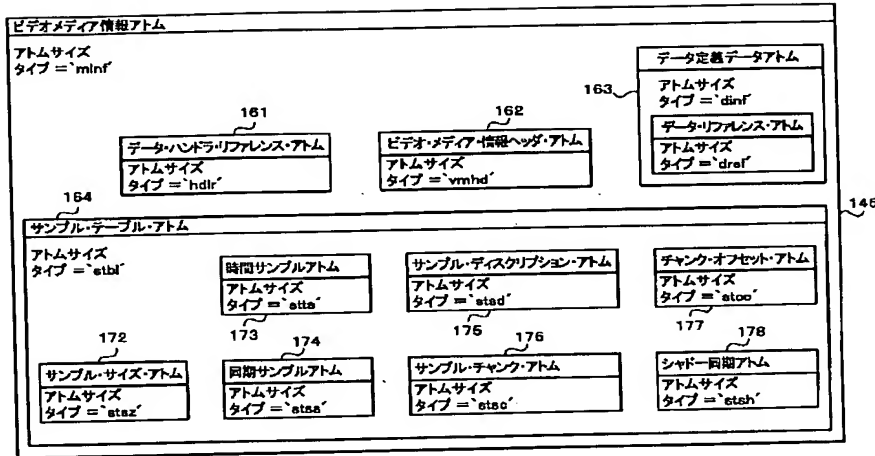 ビデオメディア情報アトム
アトムサイズ
タイプ＝`minf´
データ定義データアトム
163
アトムサイズ
タイプ＝`dinf´
データ・リファレンス・アトム
アトムサイズ
タイプ＝`dref´
161
データ・ハンドラ・リファレンス・アトム
アトムサイズ
タイプ＝`hdlr´
162
ビデオ・メディア・情報ヘッダ・アトム
アトムサイズ
タイプ＝`vmhd´
145
164
サンプル・テーブル・アトム
アトムサイズ
タイプ＝`stbl´
時間サンプルアトム
アトムサイズ
タイプ＝`stts´
173
サンプル・ディスクリプション・アトム
アトムサイズ
タイプ＝`stsd´
175
チャンク・オフセット・アトム
アトムサイズ
タイプ＝`stco´
177
172
サンプル・サイズ・アトム
アトムサイズ
タイプ＝`stsz´
174
同期サンプルアトム
アトムサイズ
タイプ＝`stss´
176
サンプル・チャンク・アトム
アトムサイズ
タイプ＝`stsc´
178
シャドー同期アトム
アトムサイズ
タイプ＝`stsh´